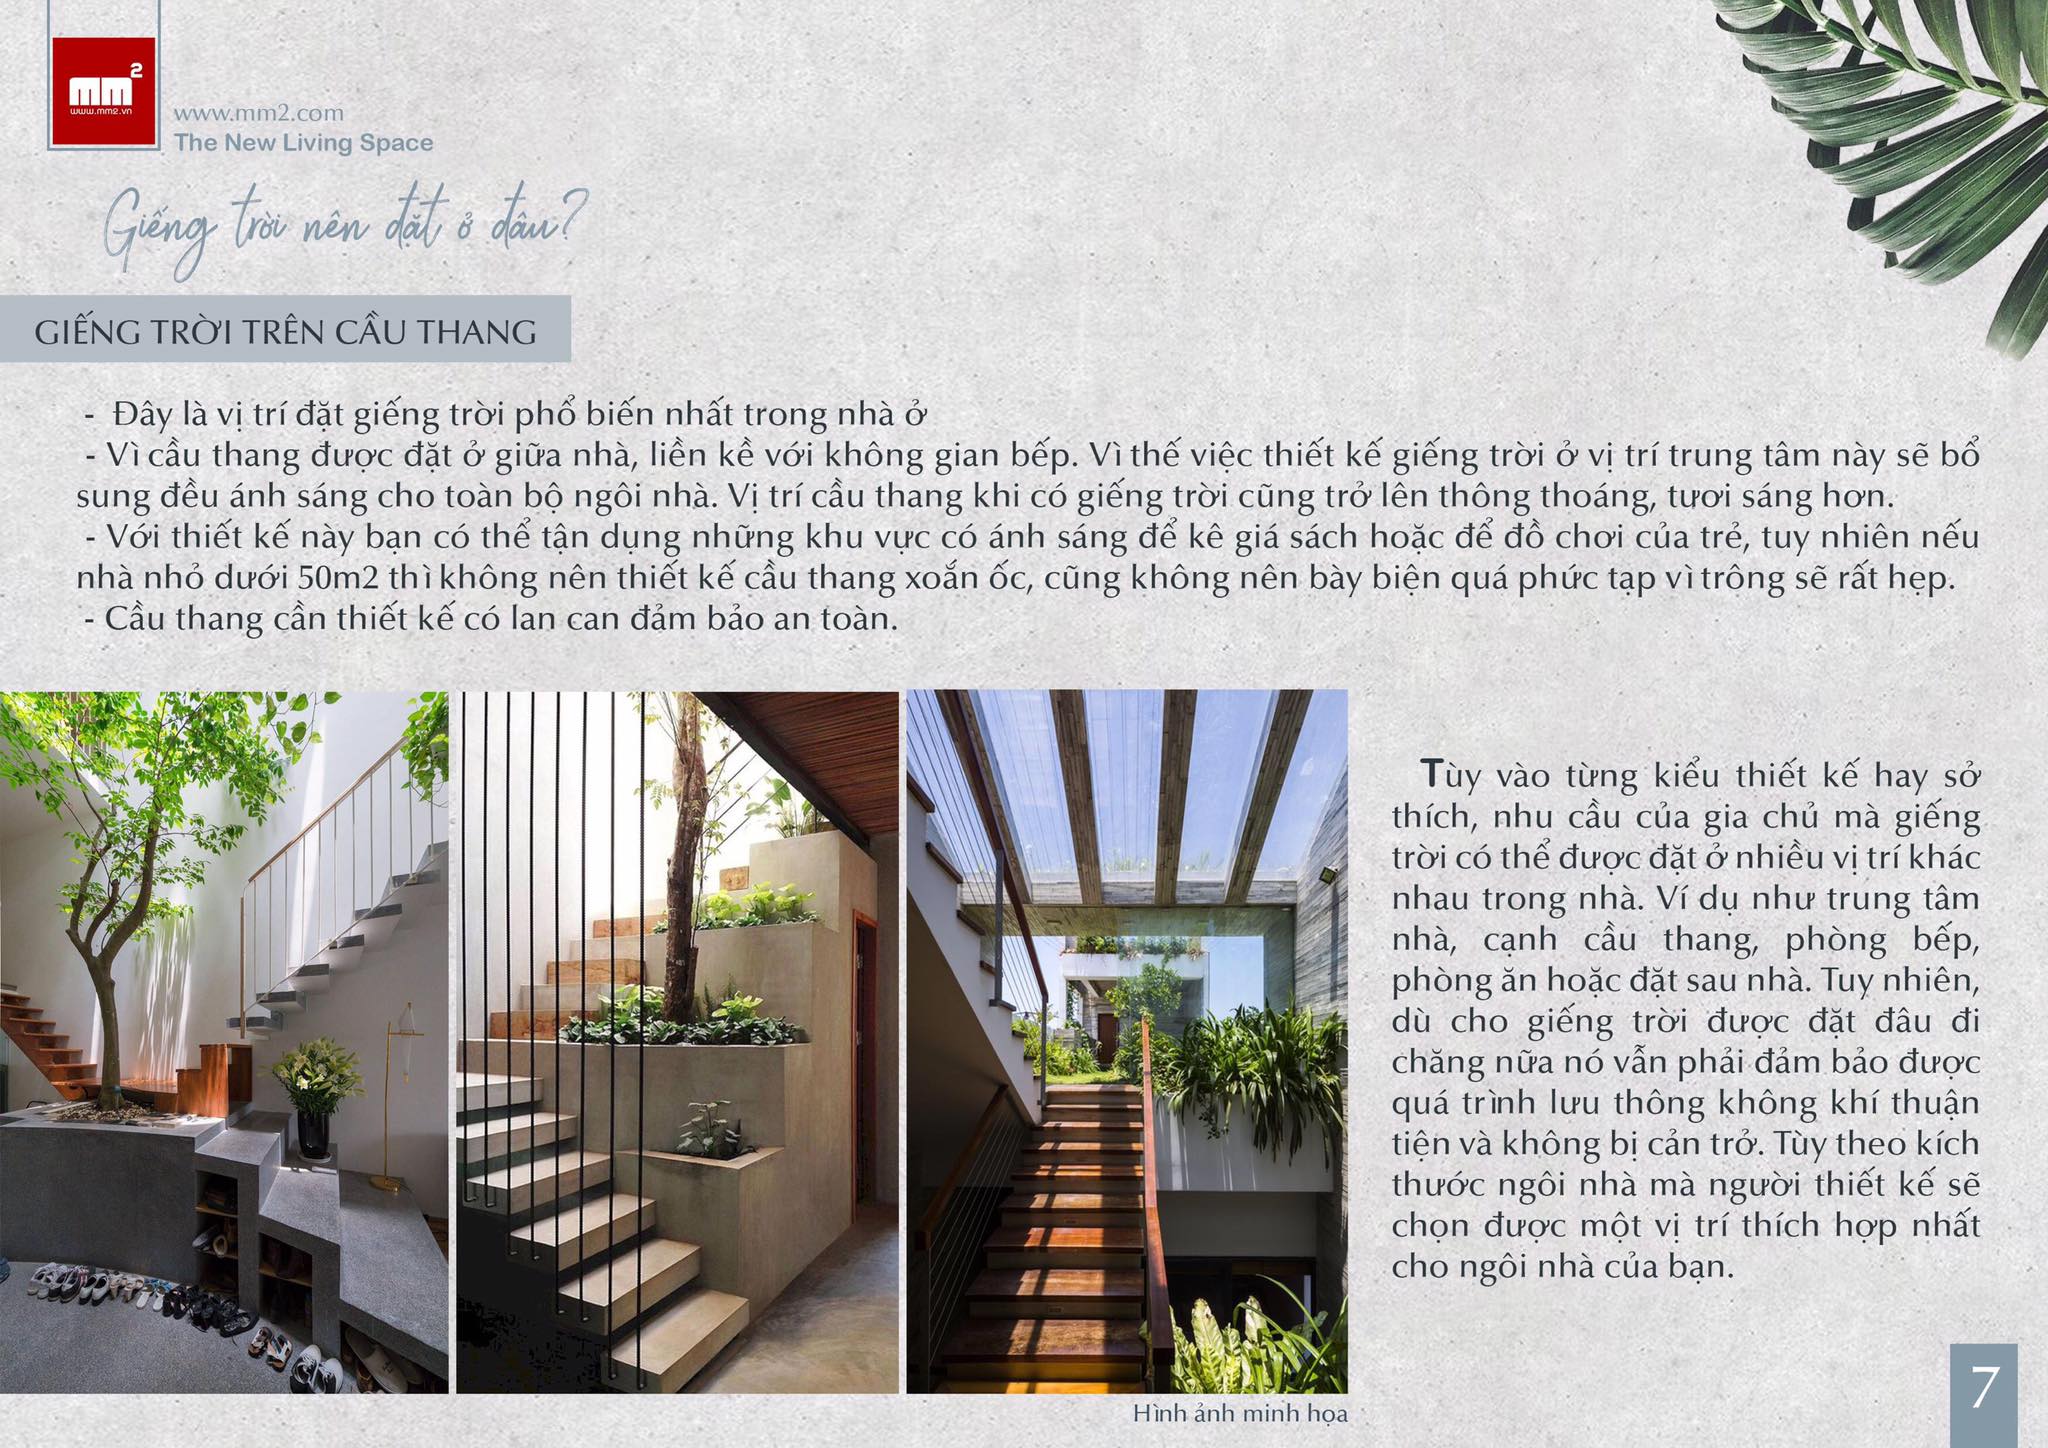 mm2
www.mm2.vn
www.mm2.com
The New Living Space
Giếng trời nên đặt ở đâu?
GIẾNG TRỜI TRÊN CẦU THANG
- Đây là vị trí đặt giếng trời phổ biến nhất trong nhà ở
- Vì cầu thang được đặt ở giữa nhà, liền kề với không gian bếp. Vì thế việc thiết kế giếng trời ở vị trí trung tâm này sẽ bổ
sung đều ánh sáng cho toàn bộ ngôi nhà. Vị trí cầu thang khi có giếng trời cũng trở lên thông thoáng, tươi sáng hơn.
- Với thiết kế này bạn có thể tận dụng những khu vực có ánh sáng để kê giá sách hoặc để đồ chơi của trẻ, tuy nhiên nếu
nhà nhỏ dưới 50m2 thì không nên thiết kế cầu thang xoắn ốc, cũng không nên bày biện quá phức tạp vì trông sẽ rất hẹp.
- Cầu thang cần thiết kế có lan can đảm bảo an toàn.
Tùy vào từng kiểu thiết kế hay sở
thích, nhu cầu của gia chủ mà giếng
trời có thể được đặt ở nhiều vị trí khác
nhau trong nhà. Ví dụ như trung tâm
nhà, cạnh cầu thang, phòng bếp,
phòng ăn hoặc đặt sau nhà. Tuy nhiên,
dù cho giếng trời được đặt đâu đi
chăng nữa nó vẫn phải đảm bảo được
quá trình lưu thông không khí thuận
tiện và không bị cản trở. Tùy theo kích
thước ngôi nhà mà người thiết kế sẽ
chọn được một vị trí thích hợp nhất
cho ngôi nhà của bạn.
Hình ảnh minh họa
7